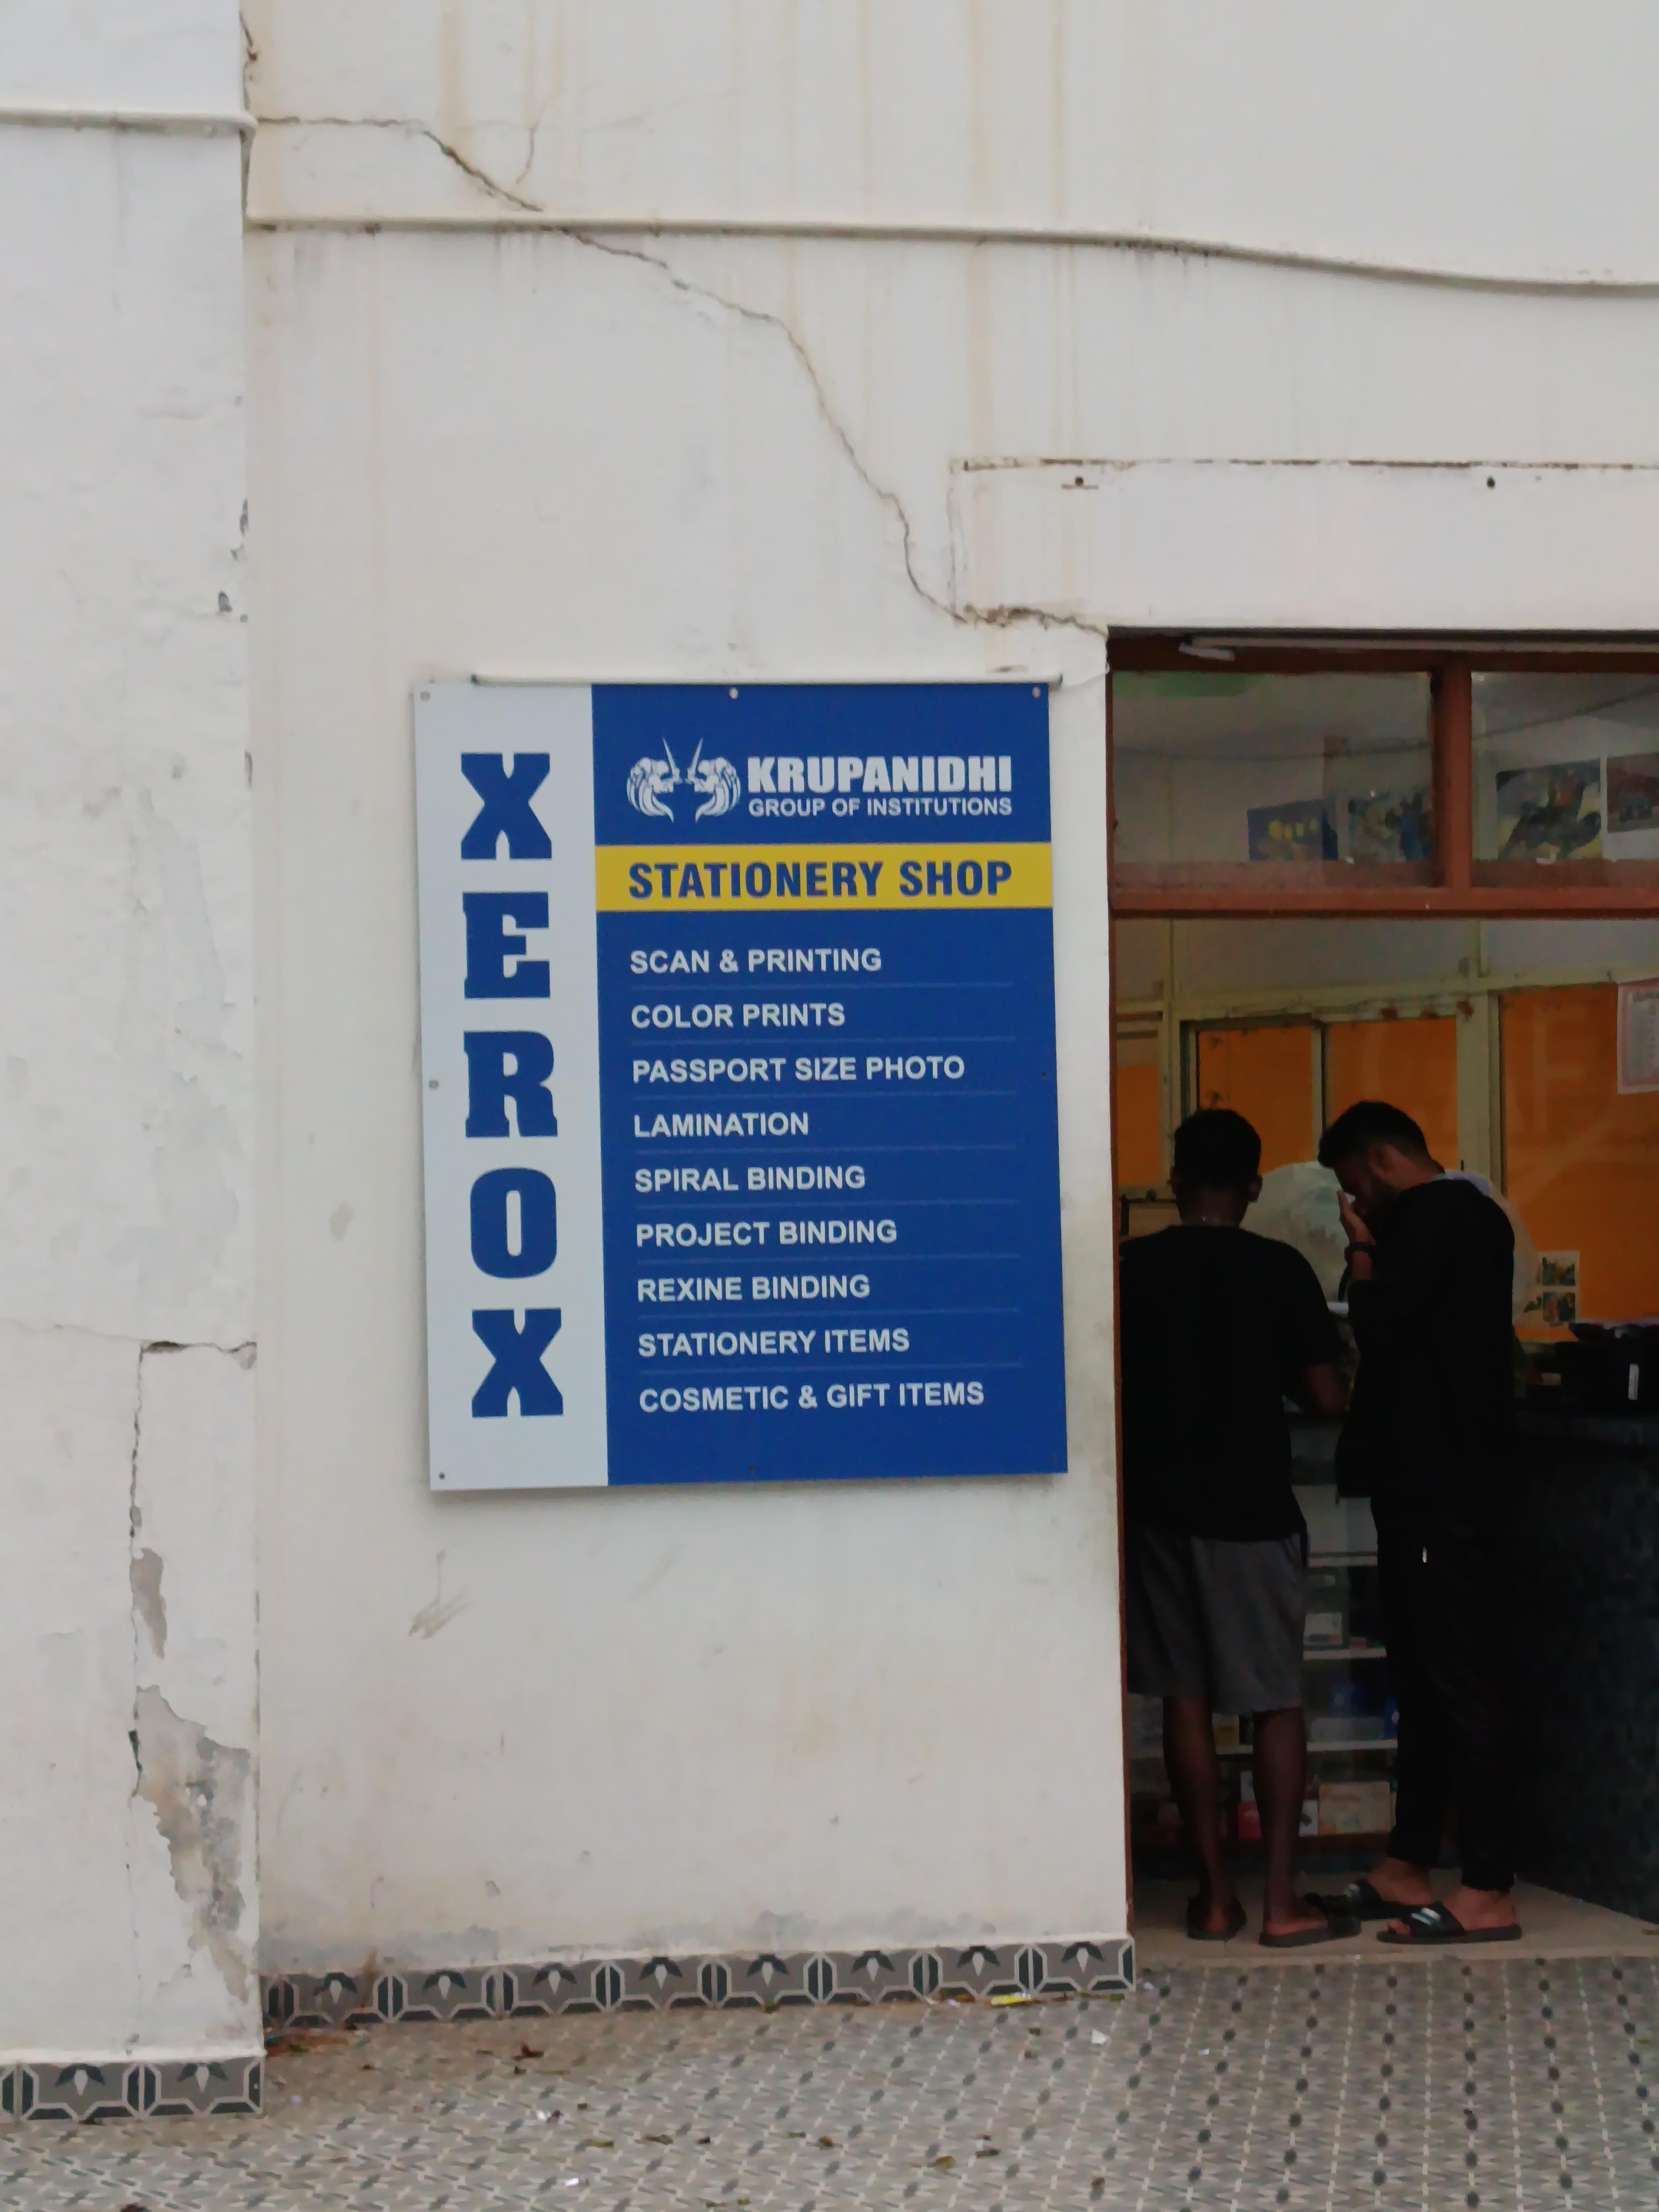 XEROX
KRUPANIDHI
GROUP OF INSTITUTIONS
STATIONERY SHOP
SCAN & PRINTING
COLOR PRINTS
PASSPORT SIZE PHOTO
LAMINATION
SPIRAL BINDING
PROJECT BINDING
REXINE BINDING
STATIONERY ITEMS
COSMETIC & GIFT ITEMS